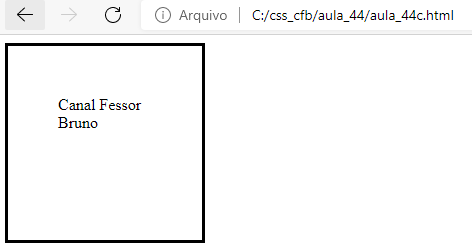 Arquivo C:/css_cfb/aula_44/aula_44c.html
Canal Fessor
Bruno